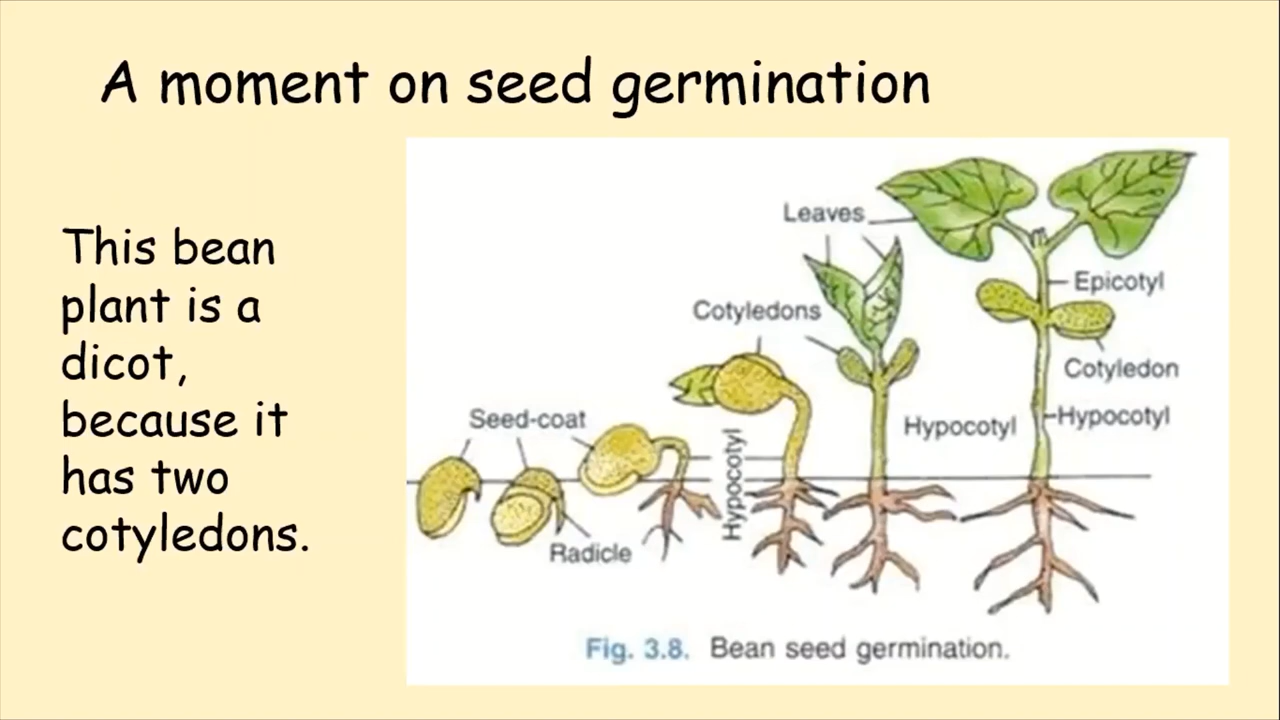 A moment on seed germination
This bean
plant is a
dicot,
because it
has two
cotyledons.
Leaves
Epicotyl
Cotyledons
Cotyledon
Hypocotyl
Hypocotyl
Seed-coat
Hypocotyl
Radicle
Fig. 3.8. Bean seed germination.